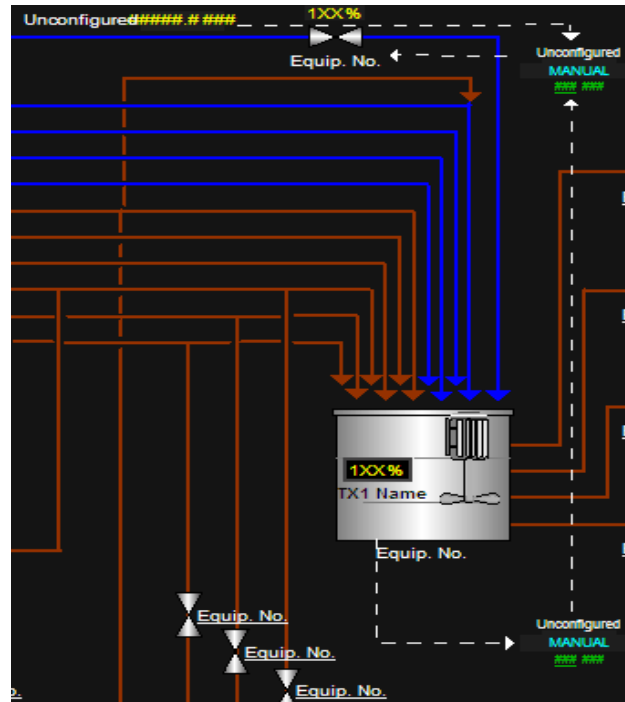 1XX%
Unconfigured#####.# ###
Equip. No.
Unconfigured
MANUAL
### ###
1XX%
TX1 Name
Equip. No.
Equip. No.
Unconfigured
MANUAL
### ###
Equip. No.
Equip. No.